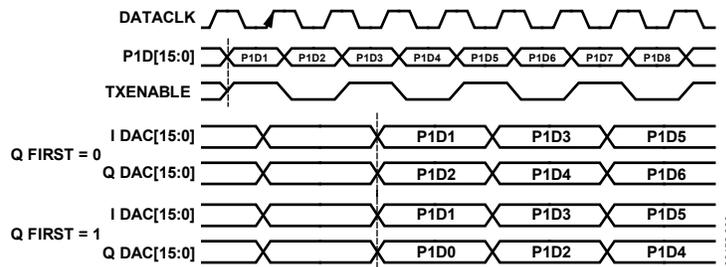 DATACLK
P1D[15:0] P1D1 P1D2 P1D3 P1D4 P1D5 P1D6 P1D7 P1D8
TXENABLE
Q FIRST = 0
I DAC[15:0] P1D1 P1D3 P1D5
Q DAC[15:0] P1D2 P1D4 P1D6
Q FIRST = 1
I DAC[15:0] P1D1 P1D3 P1D5
Q DAC[15:0] P1D0 P1D2 P1D4